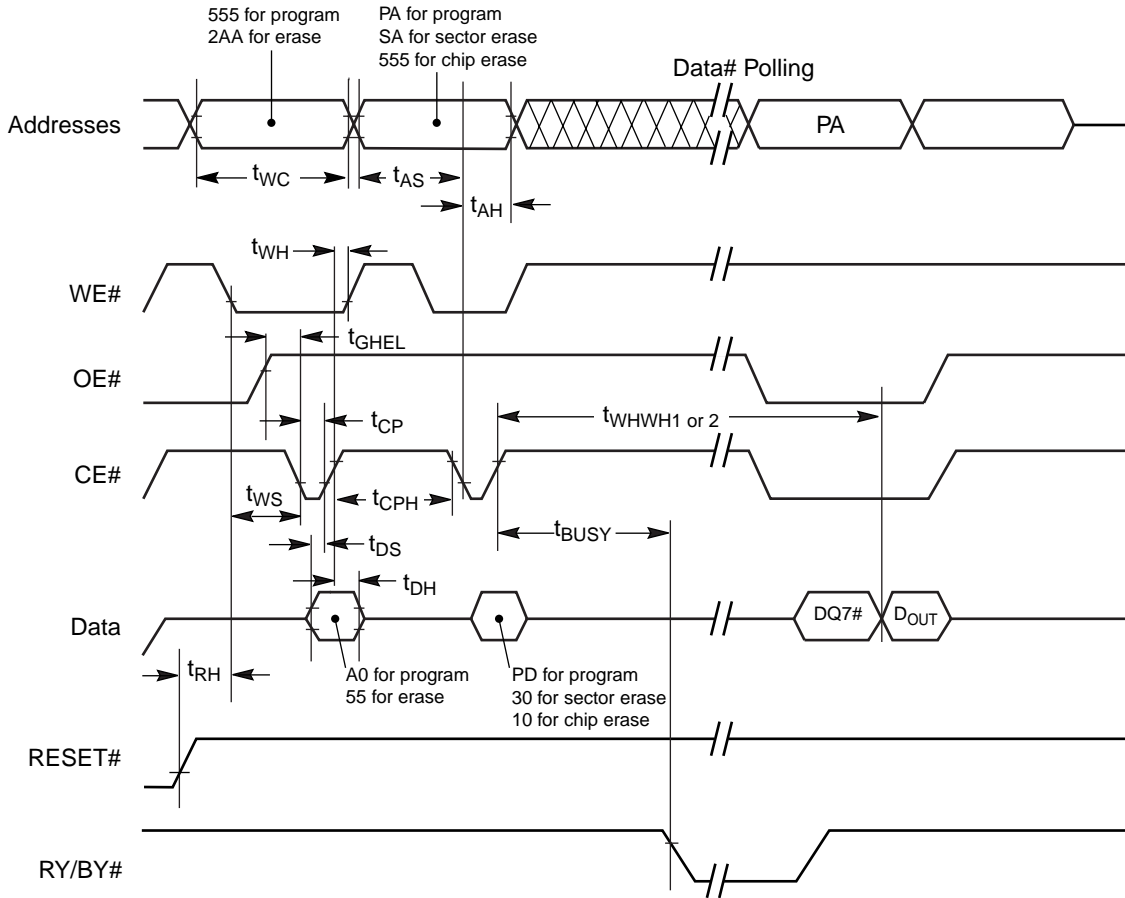 555 for program
2AA for erase
PA for program
SA for sector erase
555 for chip erase
Data# Polling
Addresses
PA
tWC
tAS
tAH
tWH
WE#
tGHEL
OE#
tCP
tWHWH1 or 2
CE#
tWS
tCPH
tBUSY
tDS
tDH
Data
DQ7#
DOUT
tRH
A0 for program
55 for erase
PD for program
30 for sector erase
10 for chip erase
RESET#
RY/BY#